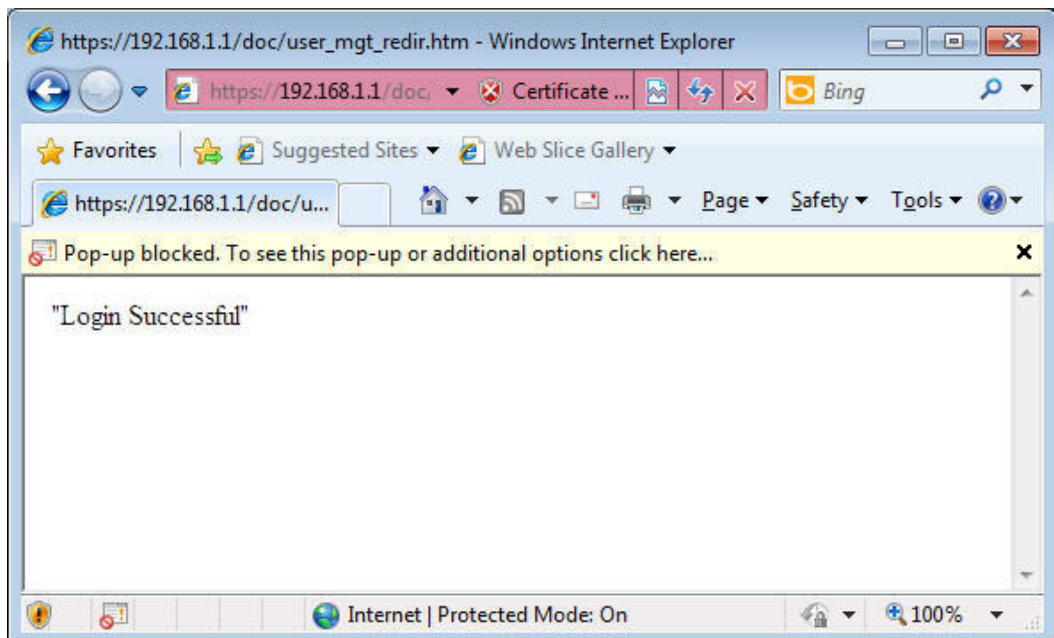 https://192.168.1.1/doc/user_mgt_redir.htm - Windows Internet Explorer
https://192.168.1.1/doc/ Certificate ... Bing
Favorites Suggested Sites Web Slice Gallery
https://192.168.1.1/doc/u... Page Safety Tools
Pop-up blocked. To see this pop-up or additional options click here...
"Login Successful"
Internet | Protected Mode: On 100%